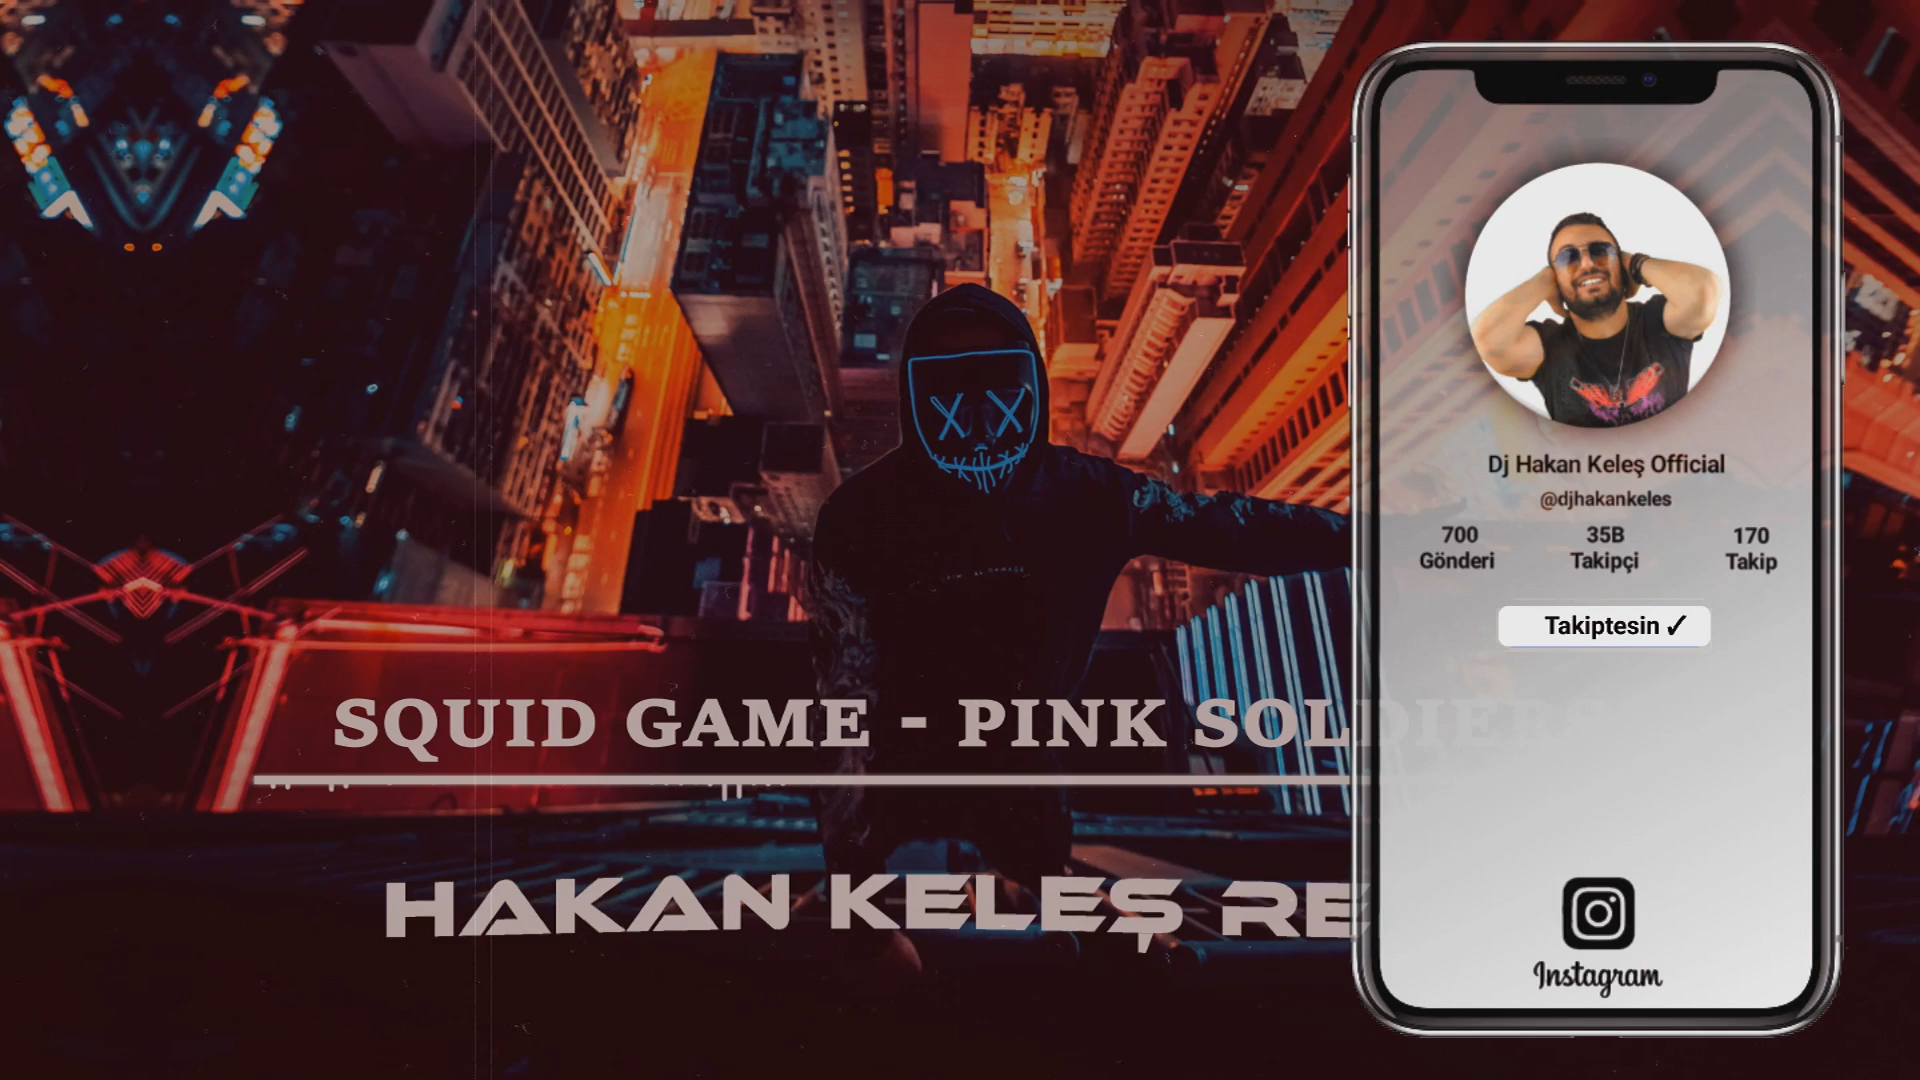 SQUID GAME - PINK SOLDIERS
HAKAN KELEŞ RE
Dj Hakan Keleş Official
@djhakankeles
700 35B 170
Gönderi Takipçi Takip
Takiptesin ✓
Instagram